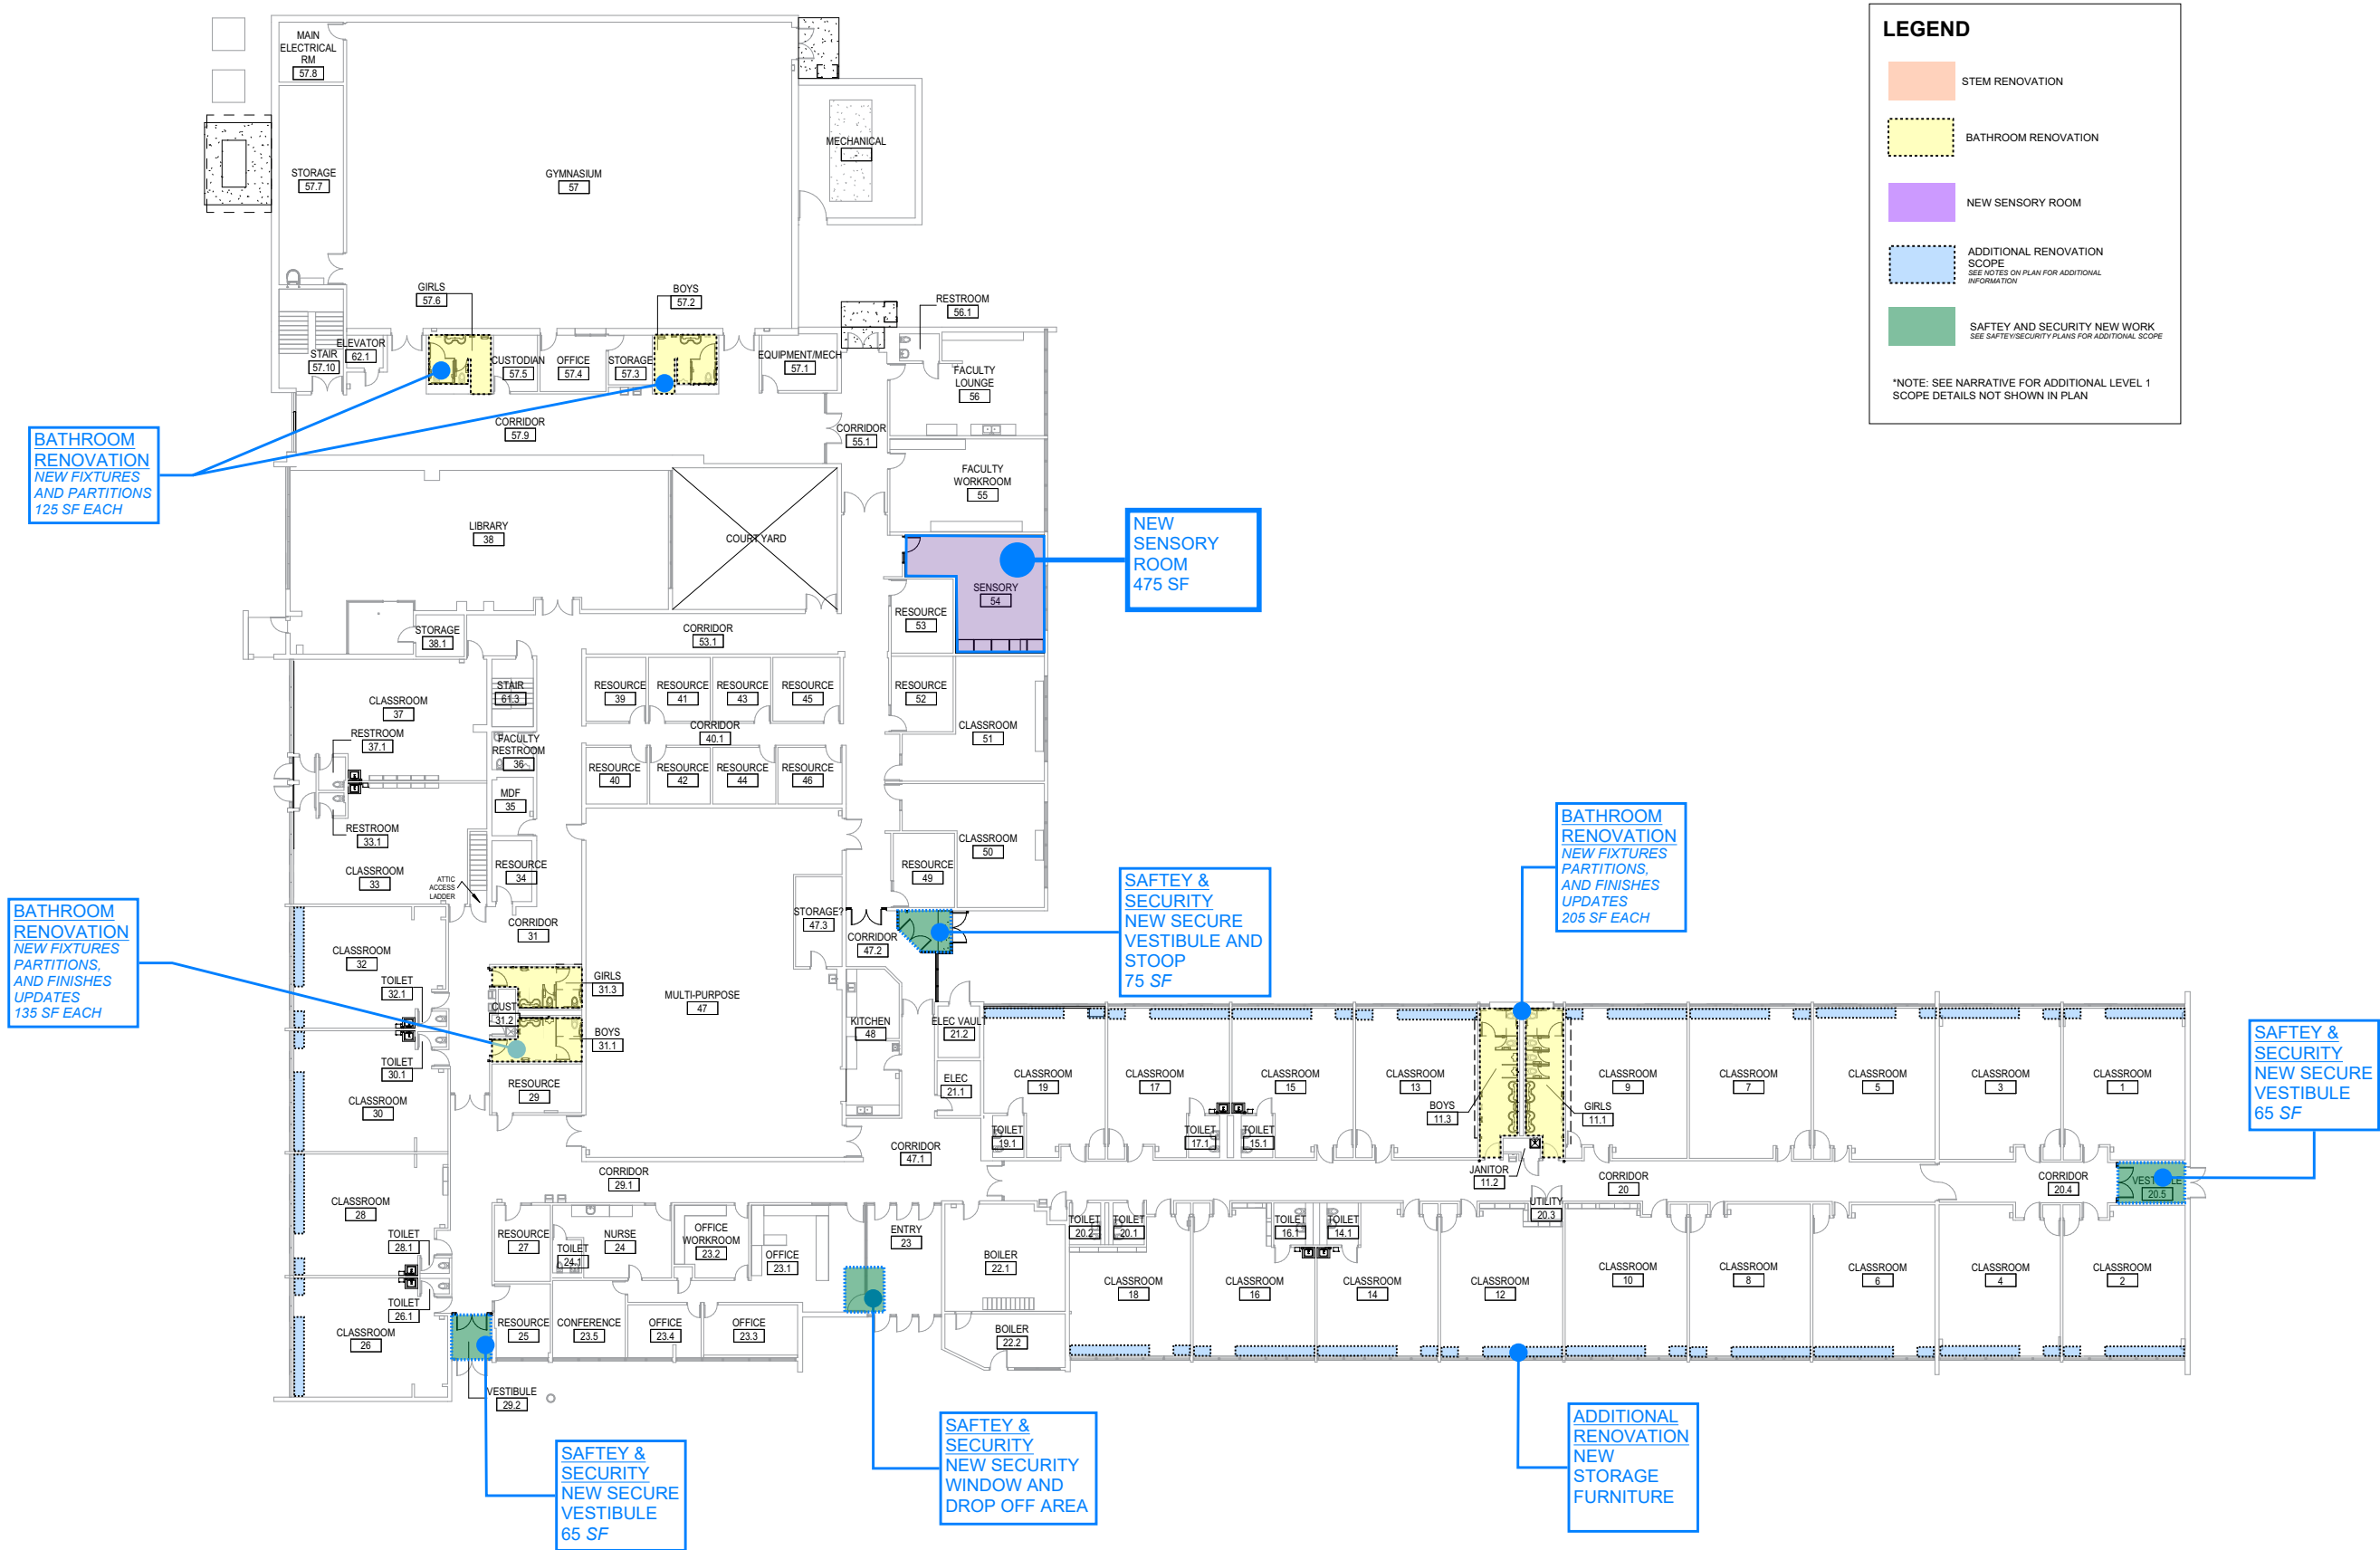 LEGEND
STEM RENOVATION
BATHROOM RENOVATION
NEW SENSORY ROOM
ADDITIONAL RENOVATION
SCOPE
SEE NOTES ON PLAN FOR ADDITIONAL
INFORMATION
SAFTEY AND SECURITY NEW WORK
SEE SAFTEY/SECURITY PLANS FOR ADDITIONAL SCOPE
*NOTE: SEE NARRATIVE FOR ADDITIONAL LEVEL 1
SCOPE DETAILS NOT SHOWN IN PLAN
MAIN
ELECTRICAL
RM
57.8
STORAGE
57.7
GYMNASIUM
57
MECHANICAL
GIRLS
57.6
BOYS
57.2
RESTROOM
56.1
STAIR
57.10
ELEVATOR
62.1
CUSTODIAN
57.5
OFFICE
57.4
STORAGE
57.3
EQUIPMENT/MECH
57.1
FACULTY
LOUNGE
56
CORRIDOR
57.9
CORRIDOR
55.1
BATHROOM
RENOVATION
NEW FIXTURES
AND PARTITIONS
125 SF EACH
FACULTY
WORKROOM
55
LIBRARY
38
COURT YARD
NEW
SENSORY
ROOM
475 SF
SENSORY
54
RESOURCE
53
STORAGE
38.1
CORRIDOR
53.1
CLASSROOM
37
STAIR
61.3
RESOURCE
39
RESOURCE
41
RESOURCE
43
RESOURCE
45
RESOURCE
52
CORRIDOR
40.1
CLASSROOM
51
RESTROOM
37.1
FACULTY
RESTROOM
36
RESOURCE
40
RESOURCE
42
RESOURCE
44
RESOURCE
46
MDF
35
RESTROOM
33.1
CLASSROOM
33
ATTIC
ACCESS
LADDER
RESOURCE
34
CLASSROOM
50
RESOURCE
49
BATHROOM
RENOVATION
NEW FIXTURES
PARTITIONS,
AND FINISHES
UPDATES
205 SF EACH
SAFTEY &
SECURITY
NEW SECURE
VESTIBULE AND
STOOP
75 SF
BATHROOM
RENOVATION
NEW FIXTURES
PARTITIONS,
AND FINISHES
UPDATES
135 SF EACH
CORRIDOR
31
STORAGE?
47.3
CORRIDOR
47.2
CLASSROOM
32
TOILET
32.1
GIRLS
31.3
CUST
31.2
BOYS
31.1
MULTI-PURPOSE
47
KITCHEN
48
ELEC VAULT
21.2
ELEC
21.1
TOILET
30.1
CLASSROOM
30
RESOURCE
29
CLASSROOM
19
CLASSROOM
17
CLASSROOM
15
CLASSROOM
13
BOYS
11.3
GIRLS
11.1
CLASSROOM
9
CLASSROOM
7
CLASSROOM
5
CLASSROOM
3
CLASSROOM
1
SAFTEY &
SECURITY
NEW SECURE
VESTIBULE
65 SF
TOILET
19.1
TOILET
17.1
TOILET
15.1
CORRIDOR
47.1
CORRIDOR
29.1
JANITOR
11.2
CORRIDOR
20
CORRIDOR
20.4
VESTIBULE
20.5
UTILITY
20.3
CLASSROOM
28
TOILET
28.1
RESOURCE
27
TOILET
24.1
NURSE
24
OFFICE
WORKROOM
23.2
OFFICE
23.1
ENTRY
23
BOILER
22.1
TOILET
20.2
TOILET
20.1
TOILET
16.1
TOILET
14.1
CLASSROOM
18
CLASSROOM
16
CLASSROOM
14
CLASSROOM
12
CLASSROOM
10
CLASSROOM
8
CLASSROOM
6
CLASSROOM
4
CLASSROOM
2
TOILET
26.1
CLASSROOM
26
RESOURCE
25
CONFERENCE
23.5
OFFICE
23.4
OFFICE
23.3
BOILER
22.2
VESTIBULE
29.2
SAFTEY &
SECURITY
NEW SECURE
VESTIBULE
65 SF
SAFTEY &
SECURITY
NEW SECURITY
WINDOW AND
DROP OFF AREA
ADDITIONAL
RENOVATION
NEW
STORAGE
FURNITURE